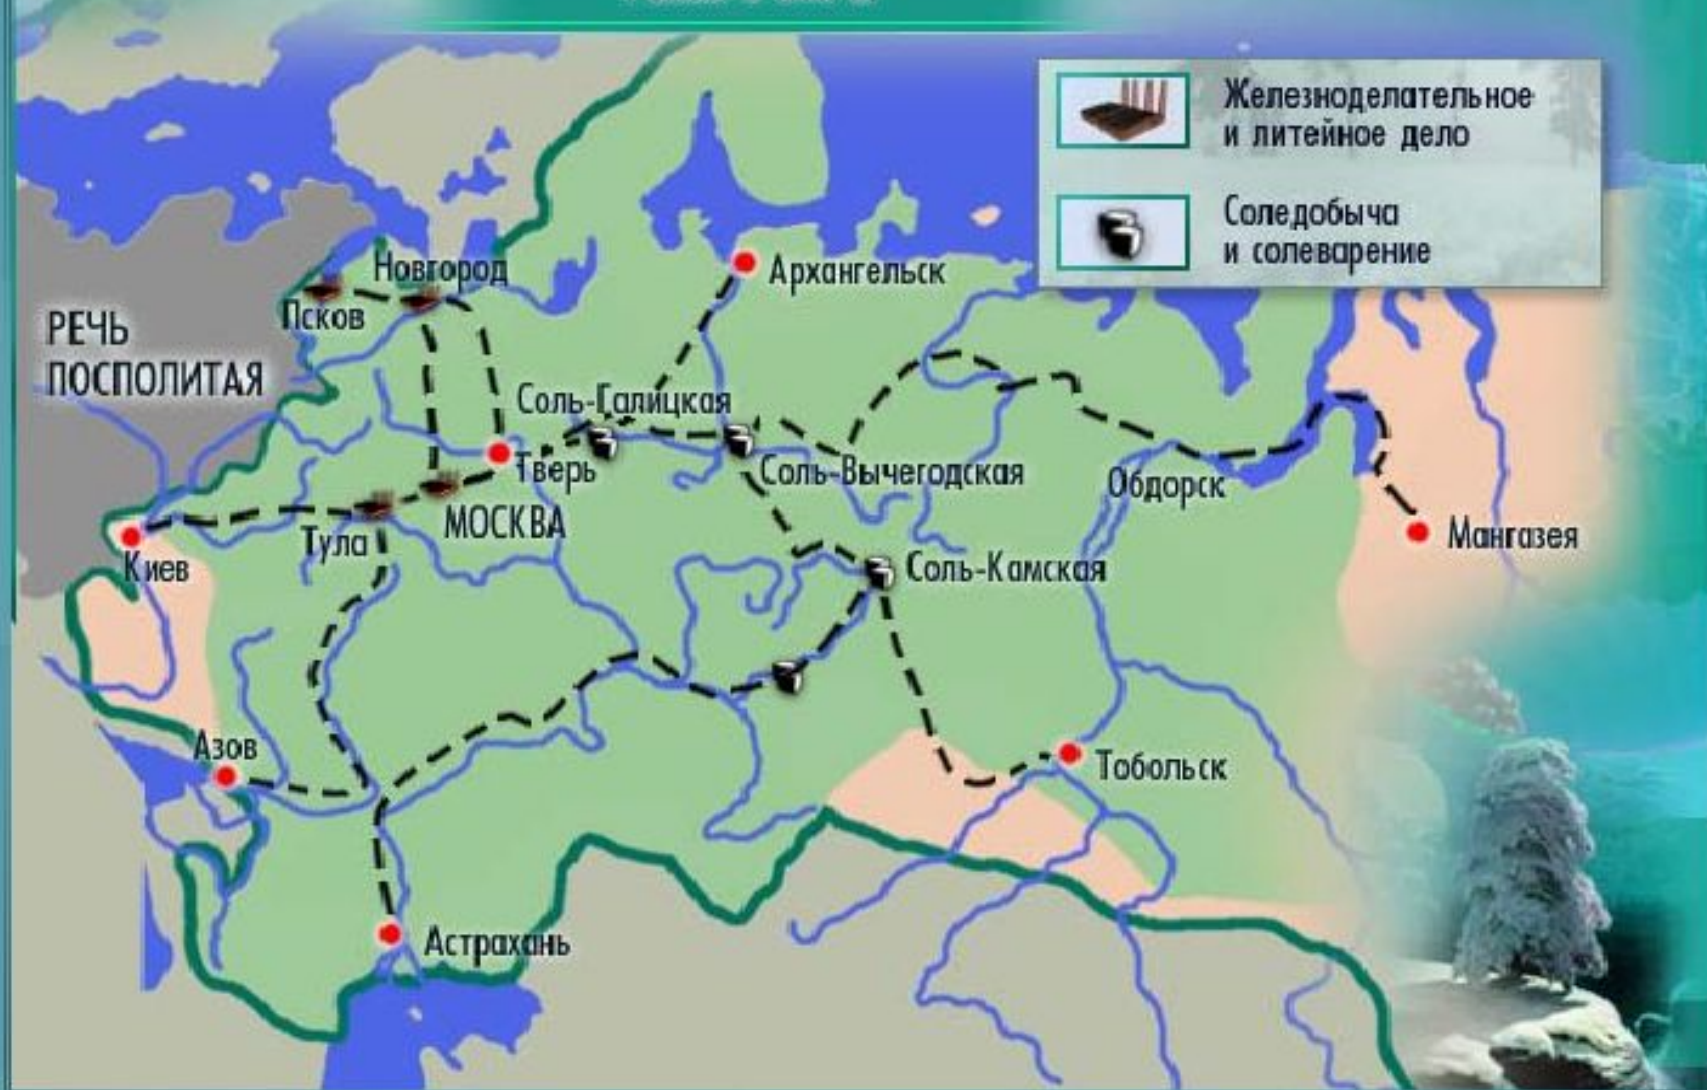 Железноделательное
и литейное дело
Соледобыча
и солеварение
Новгород
Архангельск
Псков
РЕЧЬ
ПОСПОЛИТАЯ
Соль-Галицкая
Тверь
Соль-Вычегодская
Обдорск
МОСКВА
Тула
Мангазея
Киев
Соль-Камская
Азов
Тобольск
Астрахань